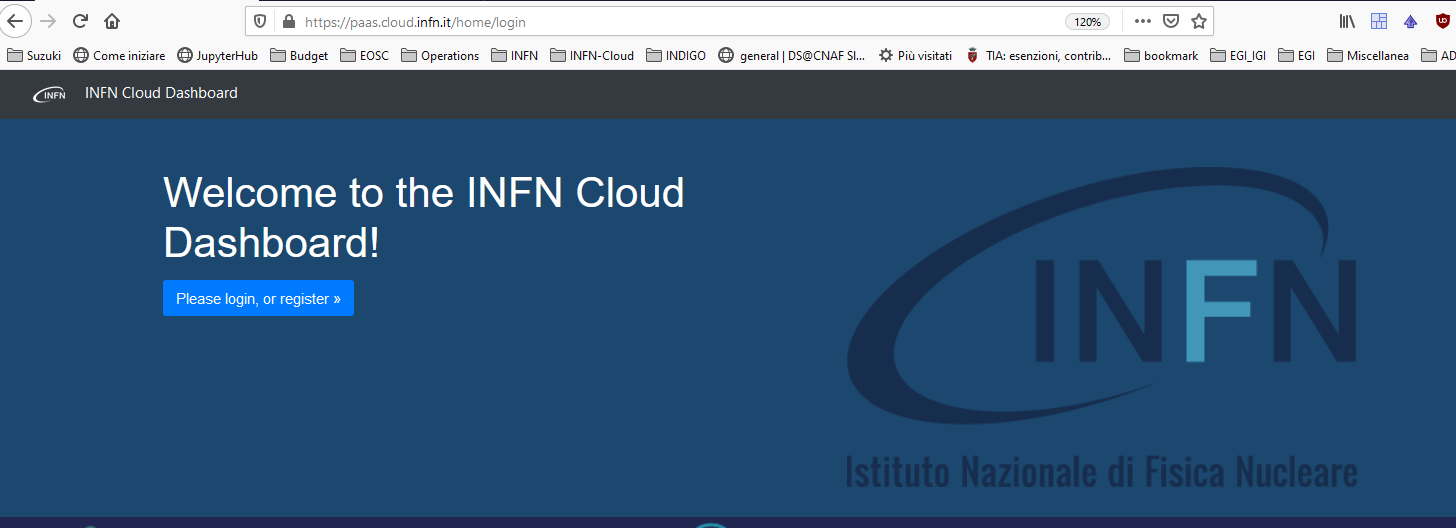 https://paas.cloud.infn.it/home/login 120%
Suzuki Come iniziare JupyterHub Budget EOSC Operations INFN INFN-Cloud INDIGO general | DS@CNAF Sl... Più visitati TIA: esenzioni, contrib... bookmark EGI_IGI EGI Miscellanea AD
INFN INFN Cloud Dashboard
Welcome to the INFN Cloud
Dashboard!
Please login, or register »
INFN
Istituto Nazionale di Fisica Nucleare